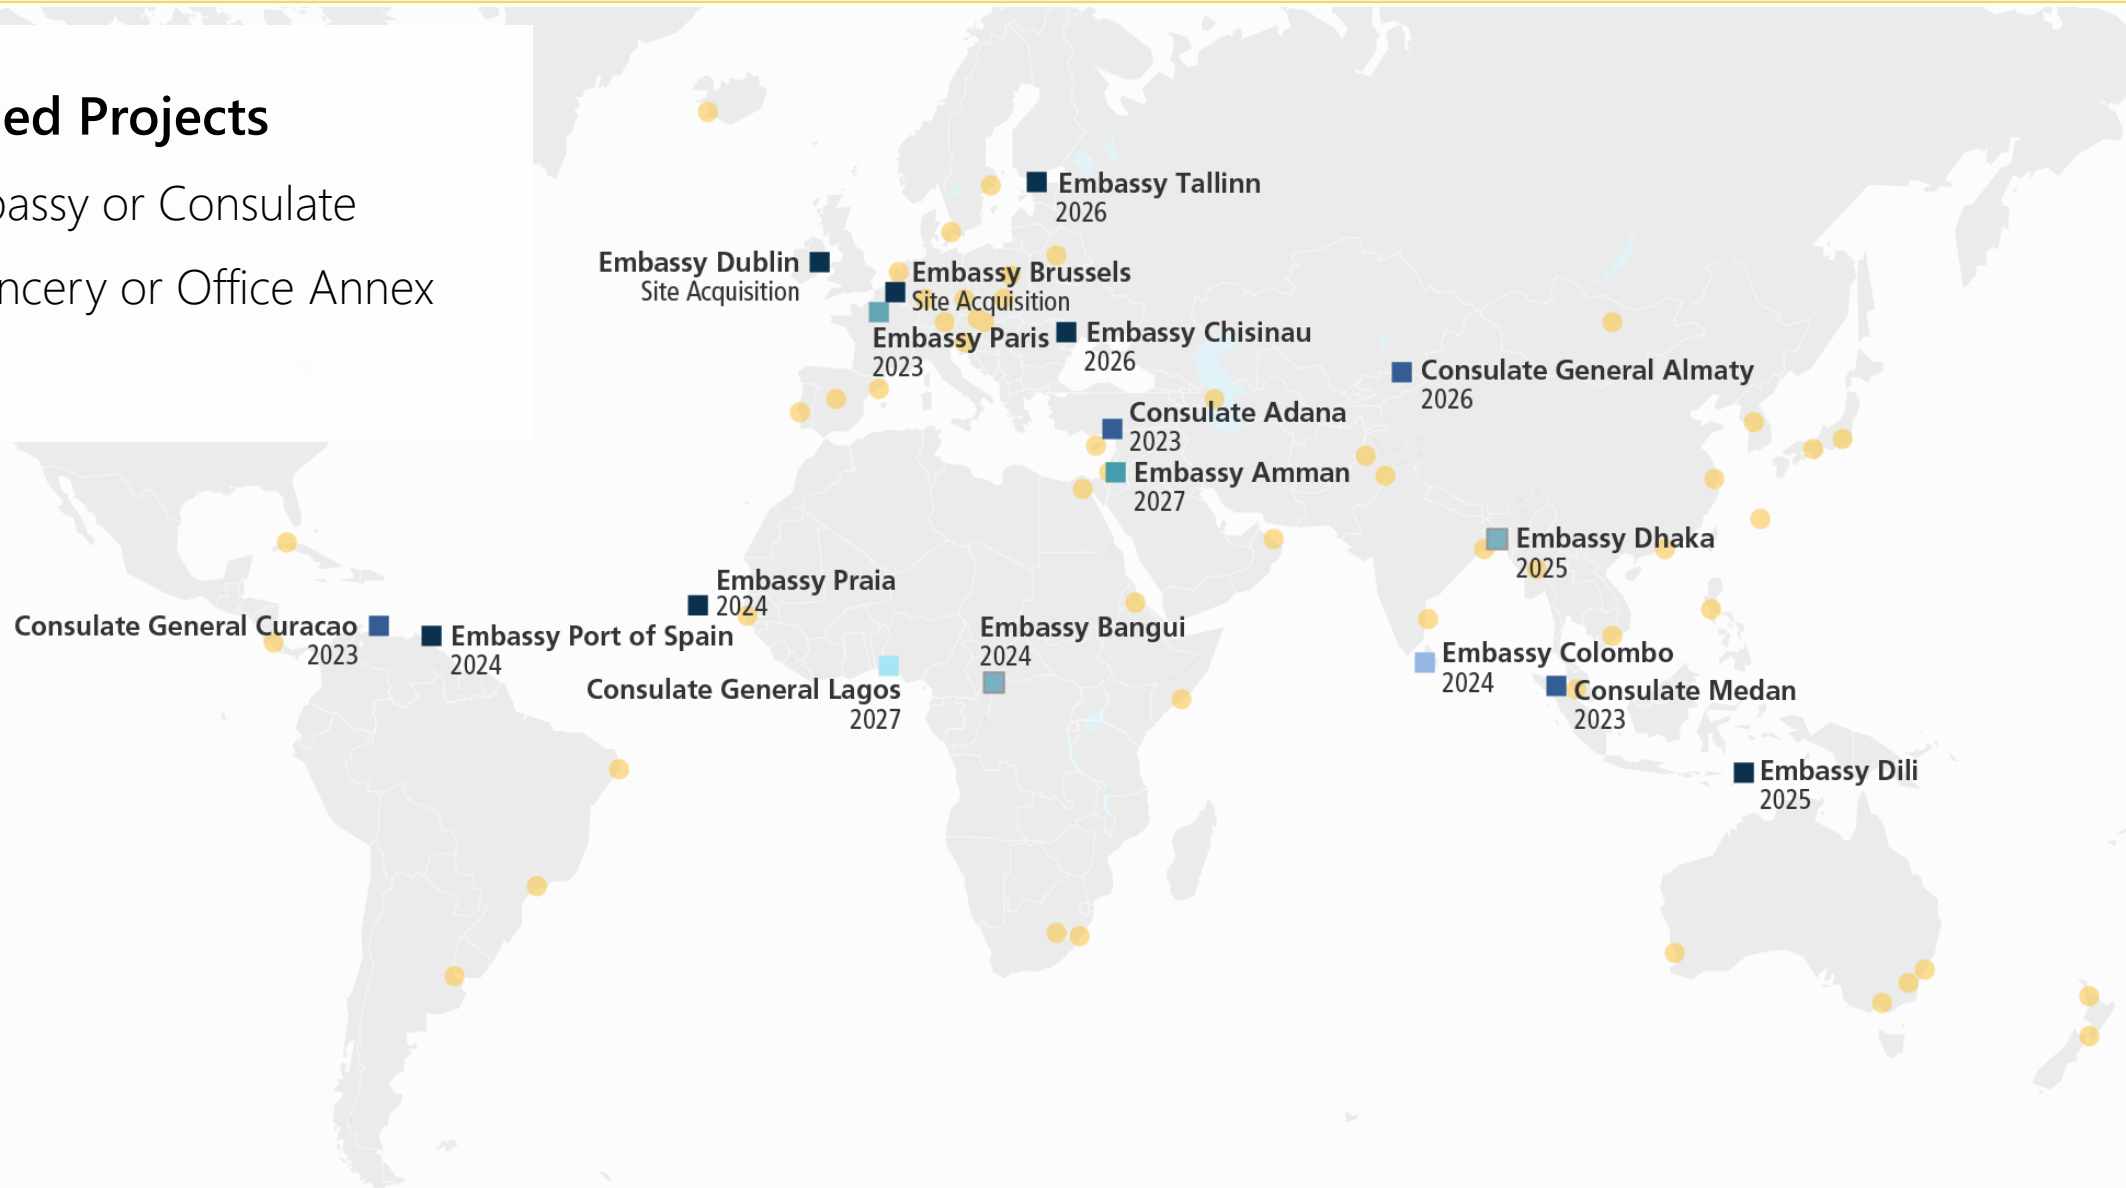 ed Projects
bassy or Consulate
ncery or Office Annex
Embassy Tallinn
2026
Embassy Dublin
Site Acquisition
Embassy Brussels
Site Acquisition
Embassy Paris
2023
Embassy Chisinau
2026
Consulate General Almaty
2026
Consulate Adana
2023
Embassy Amman
2027
Embassy Dhaka
2025
Embassy Praia
2024
Consulate General Curacao
2023
Embassy Port of Spain
2024
Embassy Bangui
2024
Consulate General Lagos
2027
Embassy Colombo
2024
Consulate Medan
2023
Embassy Dili
2025